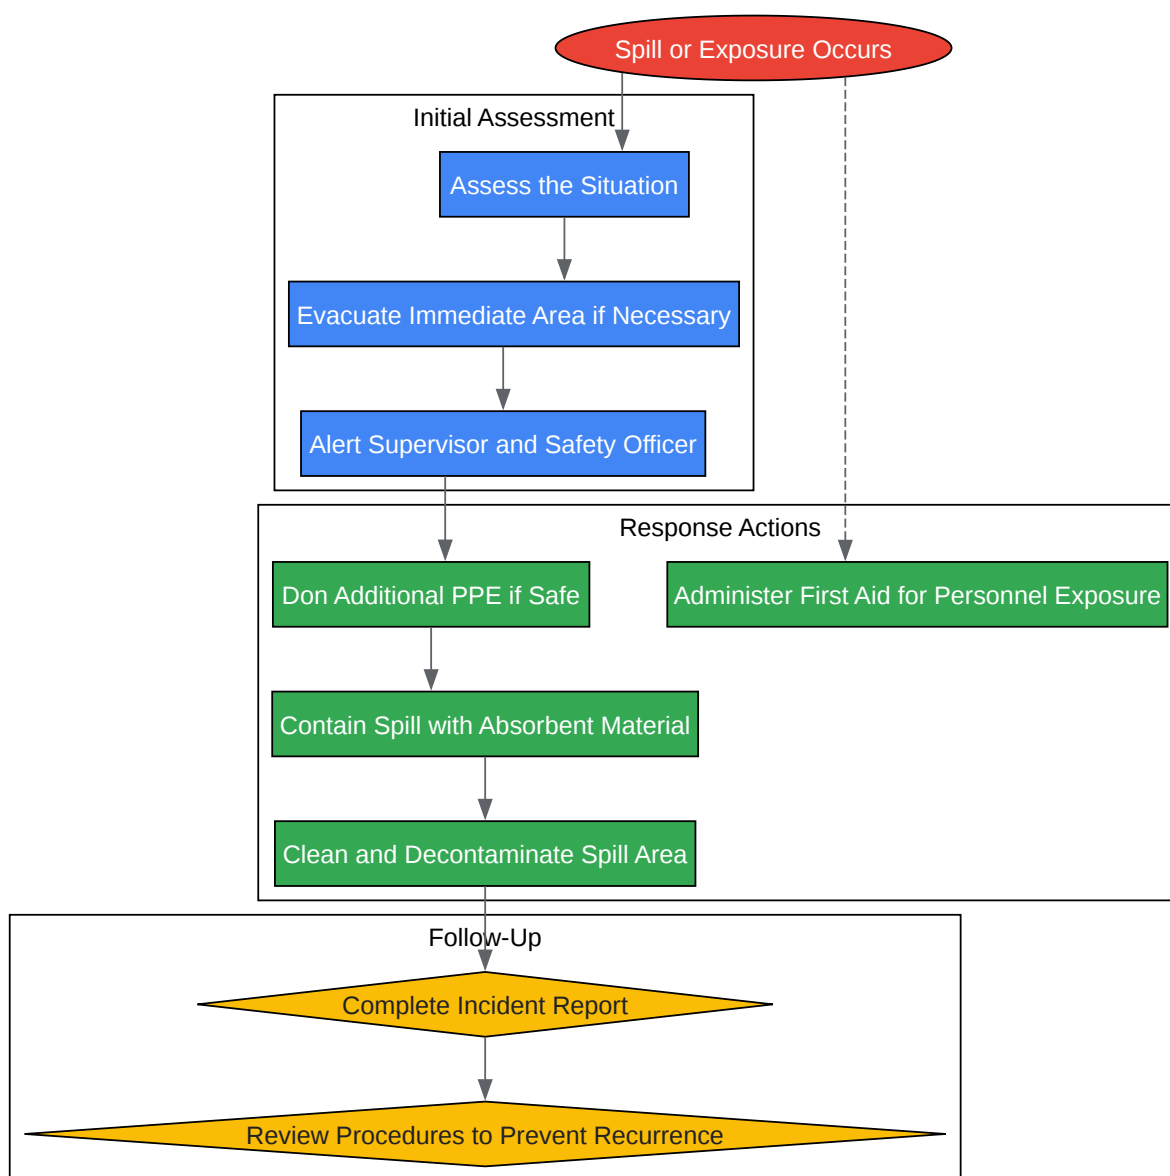 Spill or Exposure Occurs
Initial Assessment
Assess the Situation
Evacuate Immediate Area if Necessary
Alert Supervisor and Safety Officer
Response Actions
Don Additional PPE if Safe
Administer First Aid for Personnel Exposure
Contain Spill with Absorbent Material
Clean and Decontaminate Spill Area
Follow-Up
Complete Incident Report
Review Procedures to Prevent Recurrence